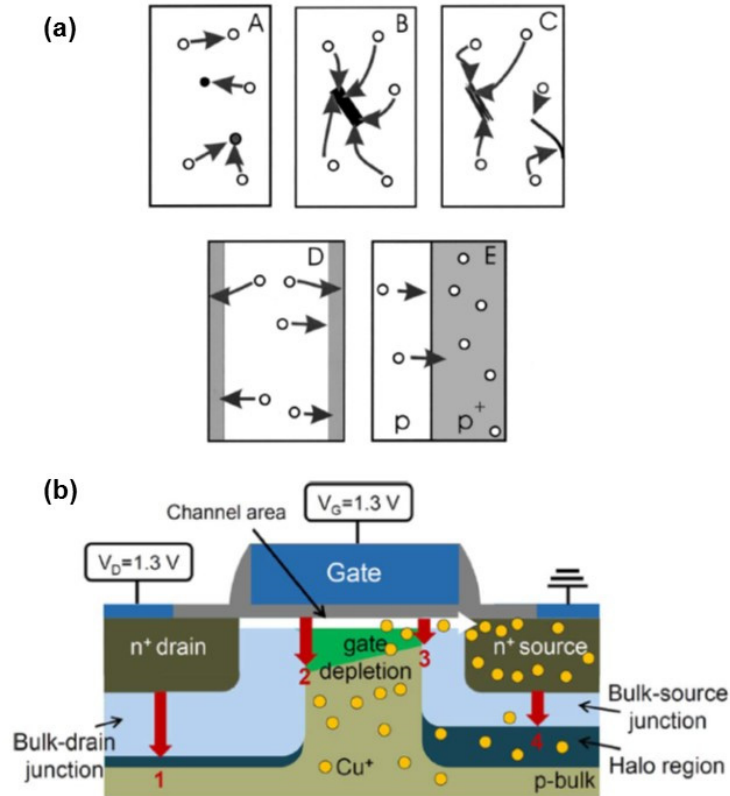 (a)
A
B
C
D
E
p
p+
(b)
Channel area
VG=1.3 V
VD=1.3 V
Gate
n+ drain
gate
depletion
n+ source
2
3
Bulk-drain
junction
1
Cu+
4
Bulk-source
junction
Halo region
p-bulk